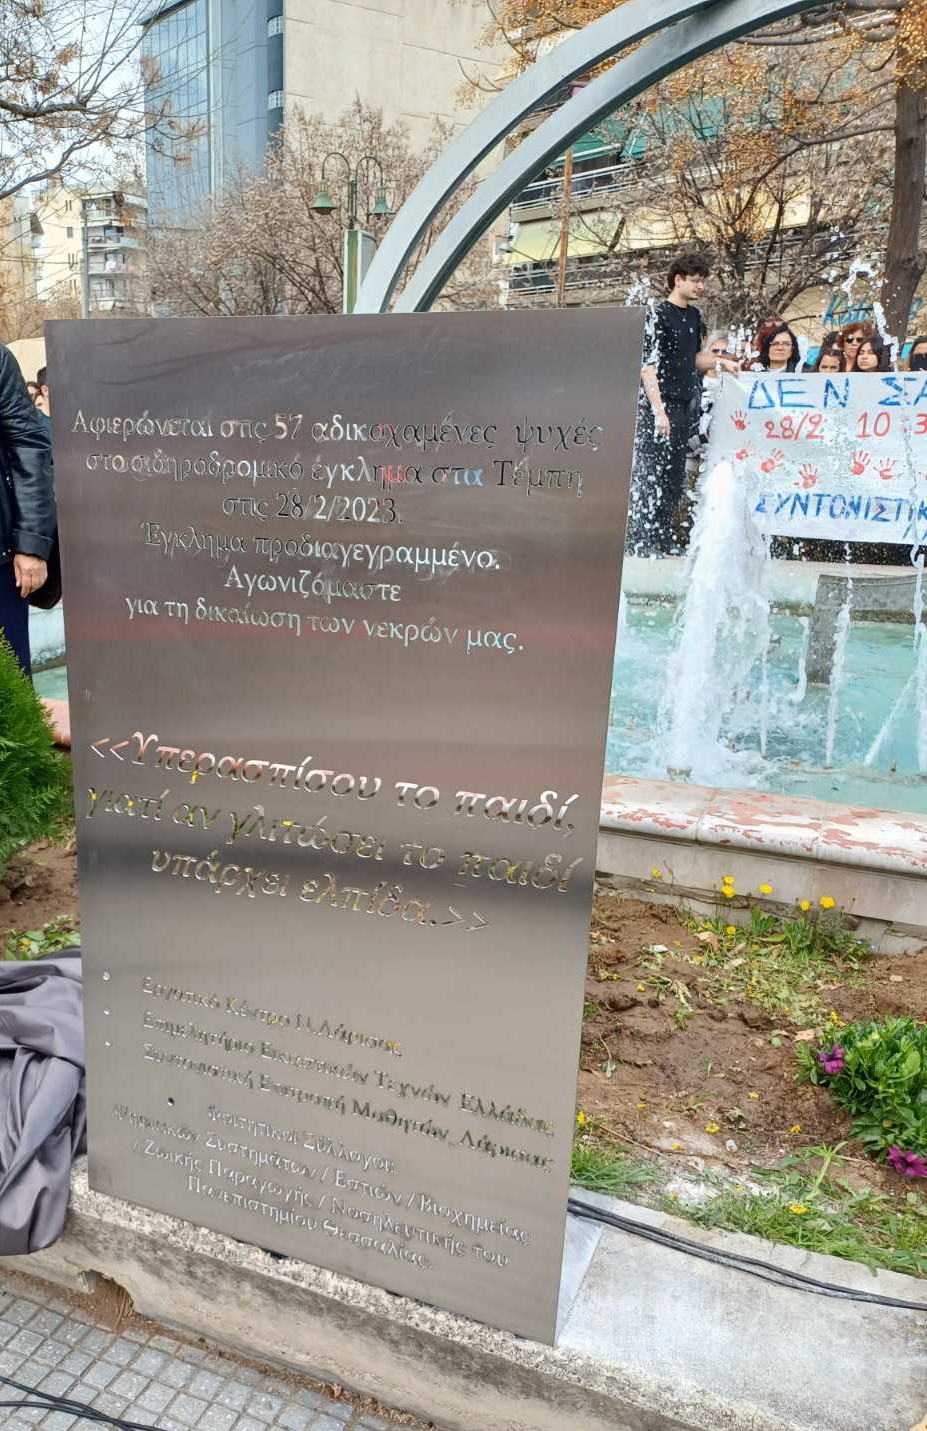 Αφιερώνεται στις 57 αδικοχαμένες ψυχές
στο σιδηροδρομικό έγκλημα στα Τέμπη
στις 28/2/2023.
Έγκλημα προδιαγεγραμμένο.
Αγωνιζόμαστε
για τη δικαίωση των νεκρών μας.
<<Υπερασπίσου το παιδί,
γιατί αν γλιτώσει το παιδί
υπάρχει ελπίδα.>>
Εργατικό Κέντρο Ν.Λάρισας
Επιμελητήριο Εικαστικών Τεχνών Ελλάδας
Συντονιστική Επιτροπή Μαθητών Λάρισας
Φοιτητικοί Σύλλογοι:
Ψηφιακών Συστημάτων / Εστιών / Βιοχημείας
/ Ζωικής Παραγωγής / Νοσηλευτικής του
Πανεπιστημίου Θεσσαλίας.
ΔΕΝ ΞΑ
28/2 10:3
ΣΥΝΤΟΝΙΣΤΙΚ